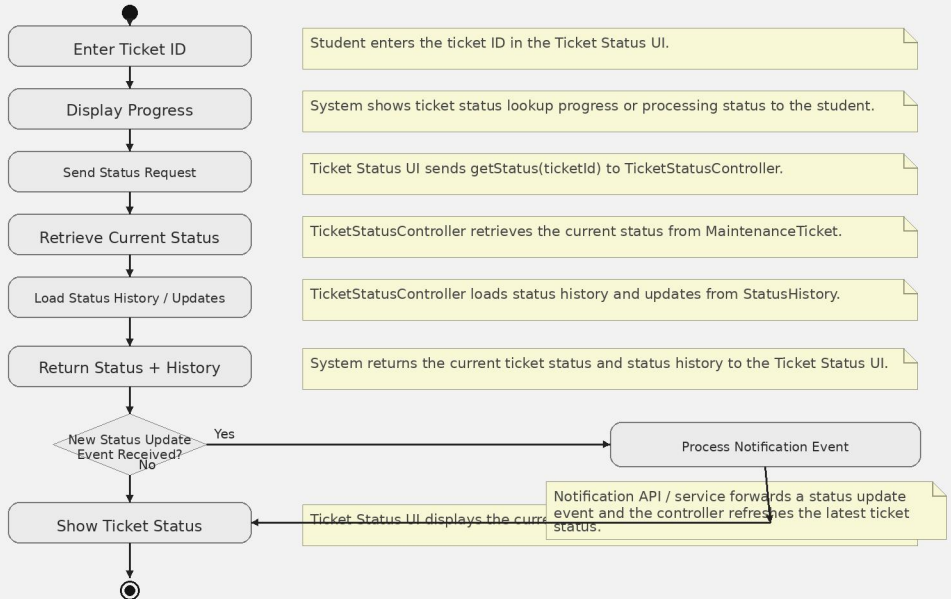 Enter Ticket ID
Student enters the ticket ID in the Ticket Status UI.
Display Progress
System shows ticket status lookup progress or processing status to the student.
Send Status Request
Ticket Status UI sends getStatus(ticketId) to TicketStatusController.
Retrieve Current Status
TicketStatusController retrieves the current status from MaintenanceTicket.
Load Status History / Updates
TicketStatusController loads status history and updates from StatusHistory.
Return Status + History
System returns the current ticket status and status history to the Ticket Status UI.
New Status Update
Event Received?
Yes
No
Process Notification Event
Notification API / service forwards a status update
event and the controller refreshes the latest ticket
status.
Show Ticket Status
Ticket Status UI displays the